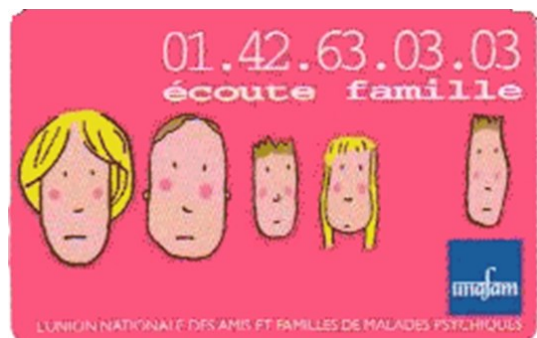 01.42.63.03.03
écoute famille
unafam
L'UNION NATIONALE DES AMIS ET FAMILLES DE MALADES PSYCHIQUES